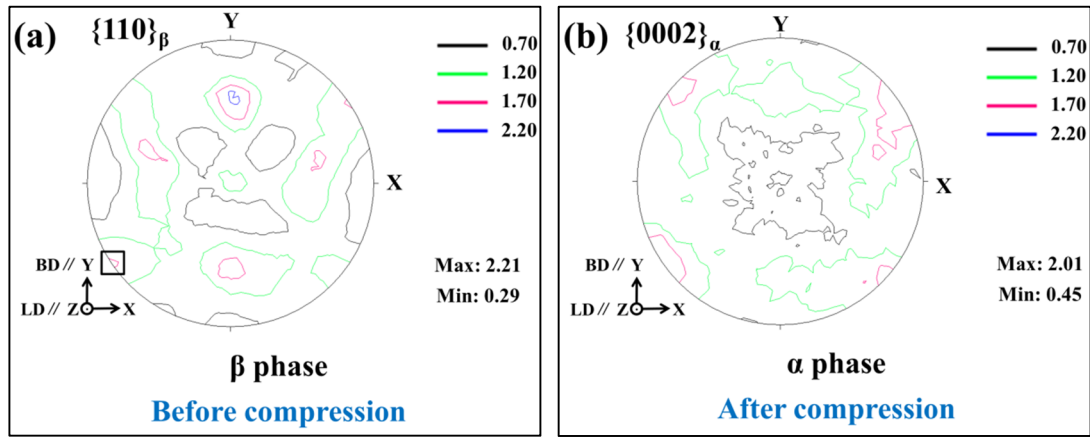 (a) {110}β
Y
0.70
1.20
1.70
2.20
X
BD // Y
LD // Z X
Max: 2.21
Min: 0.29
β phase
Before compression
(b) {0002}α
Y
0.70
1.20
1.70
2.20
X
BD // Y
LD // Z X
Max: 2.01
Min: 0.45
α phase
After compression